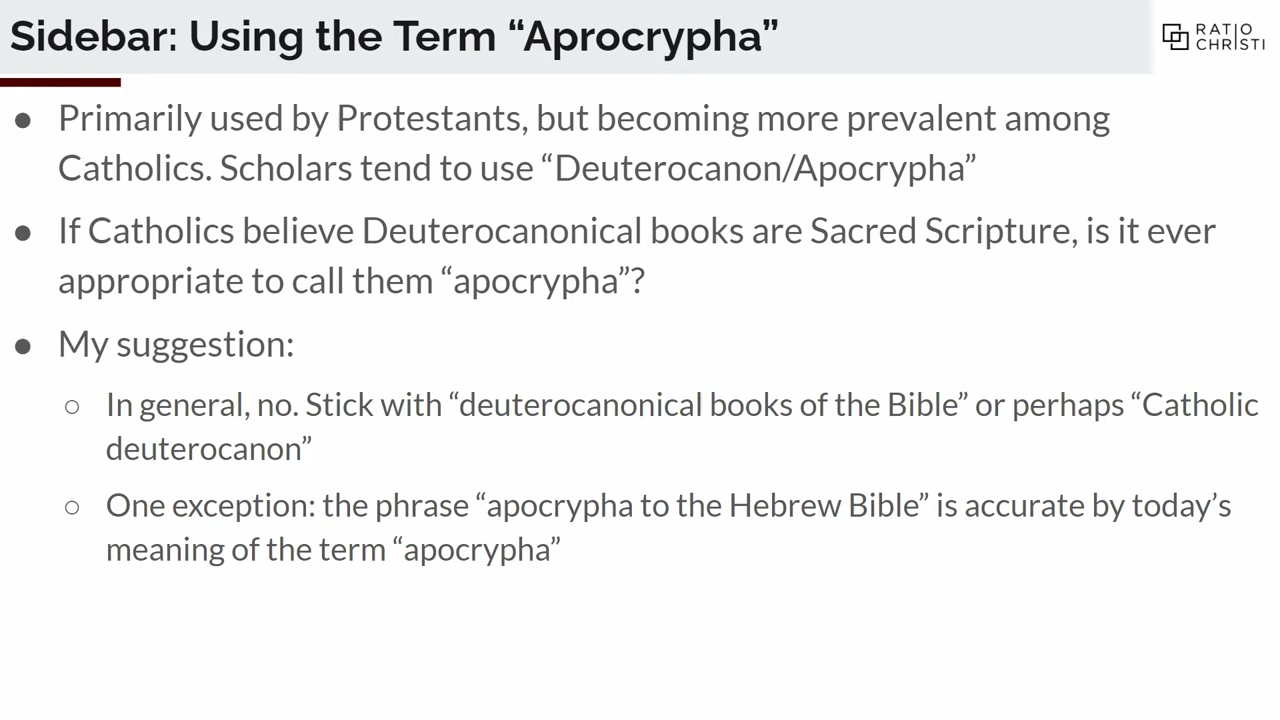 Sidebar: Using the Term “Aprocrypha”
RATIO
CHRISTI
● Primarily used by Protestants, but becoming more prevalent among
Catholics. Scholars tend to use “Deuterocanon/Apocrypha”
● If Catholics believe Deuterocanonical books are Sacred Scripture, is it ever
appropriate to call them “apocrypha”?
● My suggestion:
○ In general, no. Stick with “deuterocanonical books of the Bible” or perhaps “Catholic
deuterocanon”
○ One exception: the phrase “apocrypha to the Hebrew Bible” is accurate by today’s
meaning of the term “apocrypha”